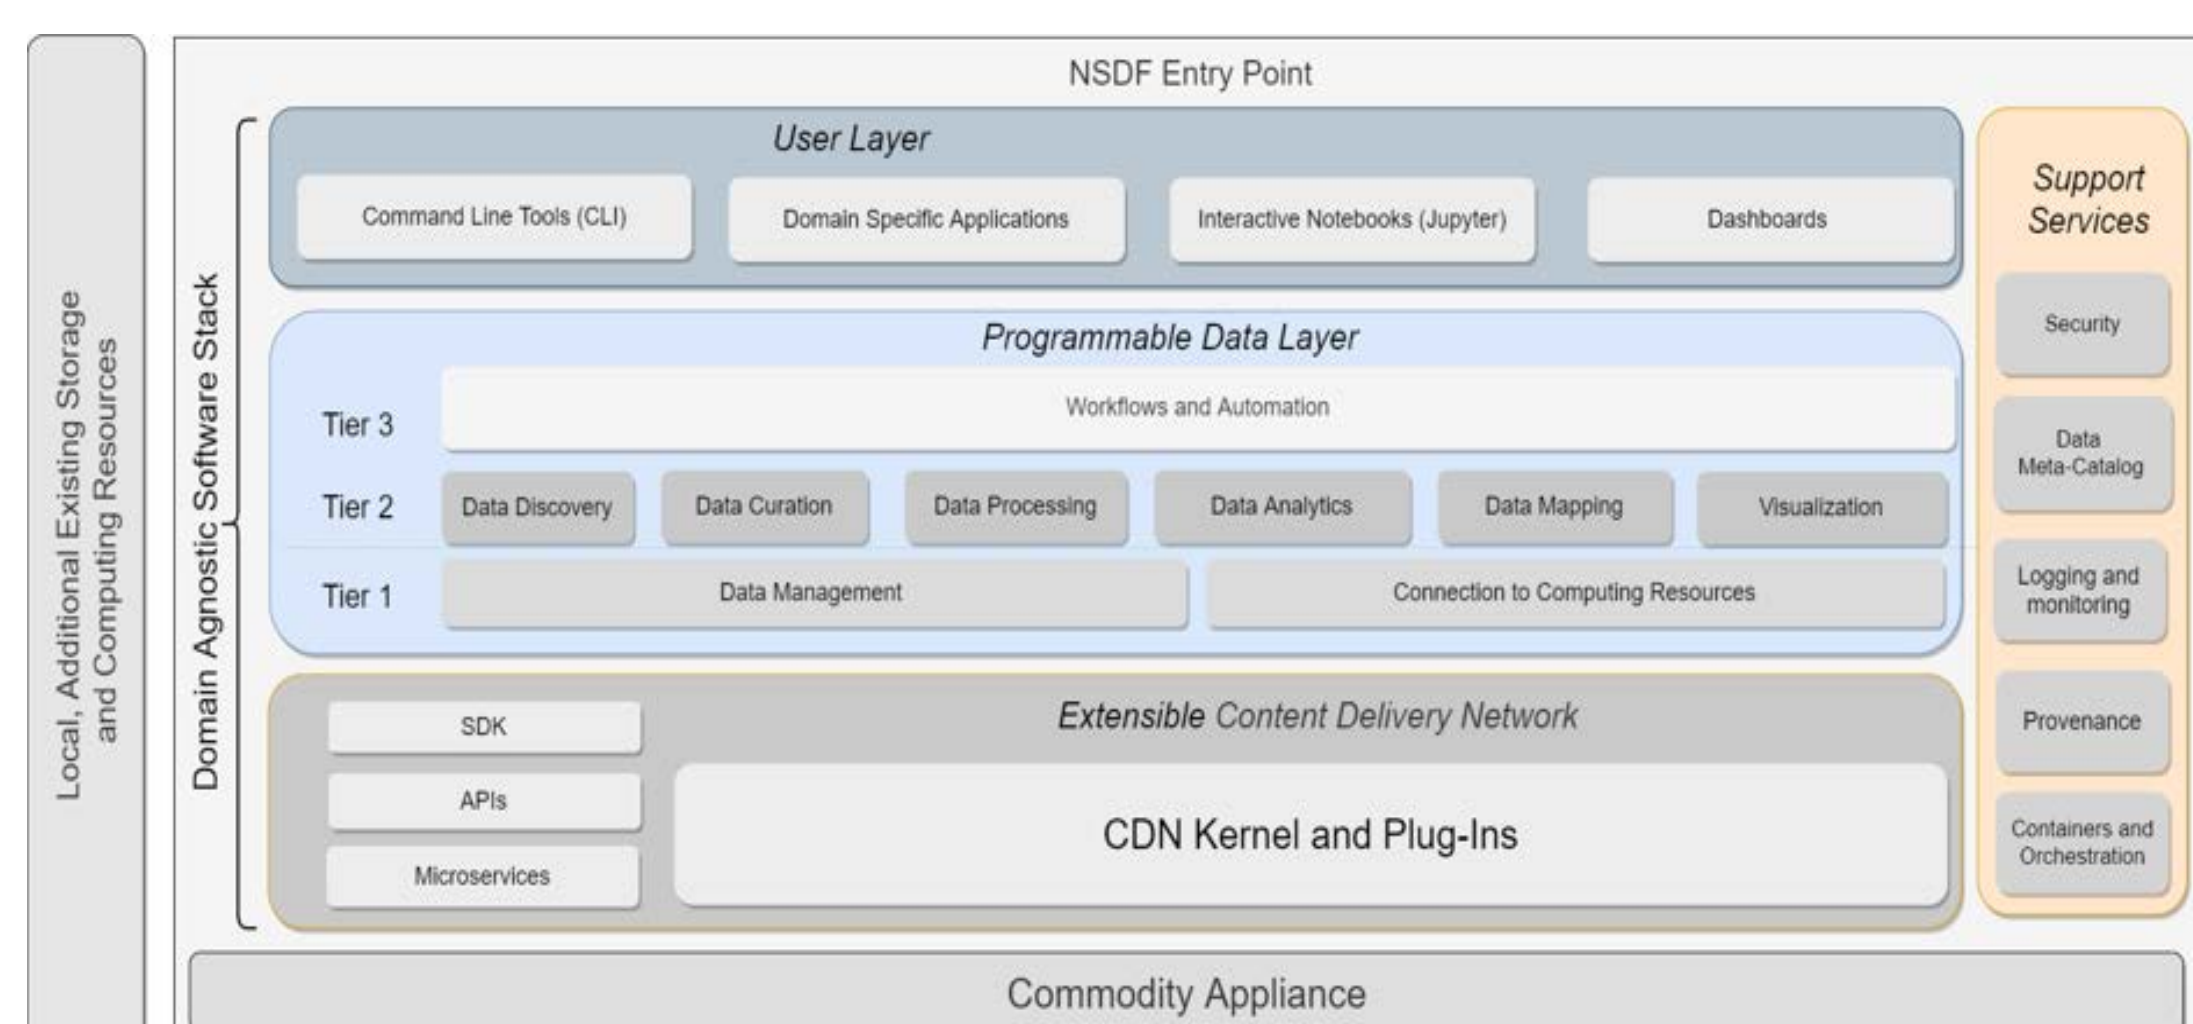 NSDF Entry Point
Local, Additional Existing Storage
and Computing Resources
Domain Agnostic Software Stack
User Layer
Command Line Tools (CLI)
Domain Specific Applications
Interactive Notebooks (Jupyter)
Dashboards
Programmable Data Layer
Tier 3
Workflows and Automation
Tier 2
Data Discovery
Data Curation
Data Processing
Data Analytics
Data Mapping
Visualization
Tier 1
Data Management
Connection to Computing Resources
Extensible Content Delivery Network
SDK
APIs
Microservices
CDN Kernel and Plug-Ins
Support
Services
Security
Data
Meta-Catalog
Logging and
monitoring
Provenance
Containers and
Orchestration
Commodity Appliance